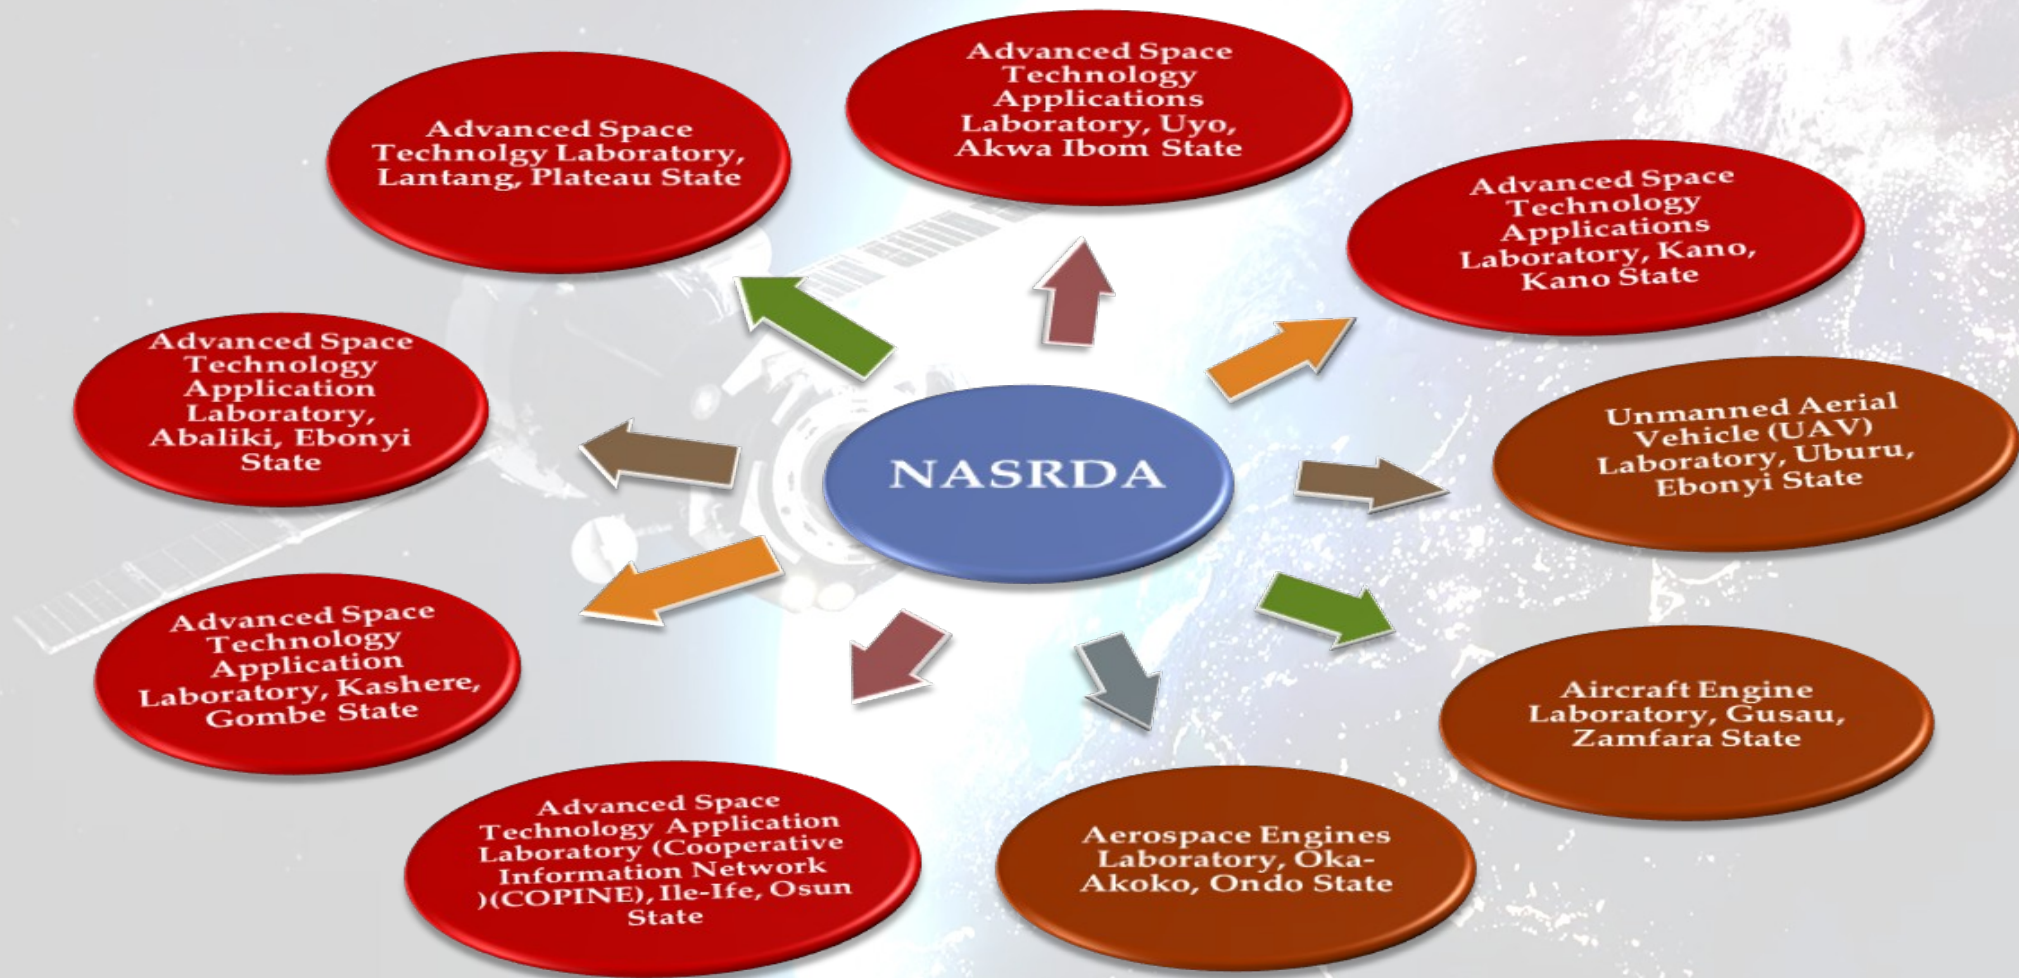 Advanced Space
Technology
Applications
Laboratory, Uyo,
Akwa Ibom State
Advanced Space
Technolgy Laboratory,
Lantang, Plateau State
Advanced Space
Technology
Applications
Laboratory, Kano,
Kano State
Advanced Space
Technology
Application
Laboratory,
Abaliki, Ebonyi
State
Unmanned Aerial
Vehicle (UAV)
Laboratory, Uburu,
Ebonyi State
NASRDA
Advanced Space
Technology
Application
Laboratory, Kashere,
Gombe State
Aircraft Engine
Laboratory, Gusau,
Zamfara State
Advanced Space
Technology Application
Laboratory (Cooperative
Information Network
)(COPINE), Ile-Ife, Osun
State
Aerospace Engines
Laboratory, Oka-
Akoko, Ondo State